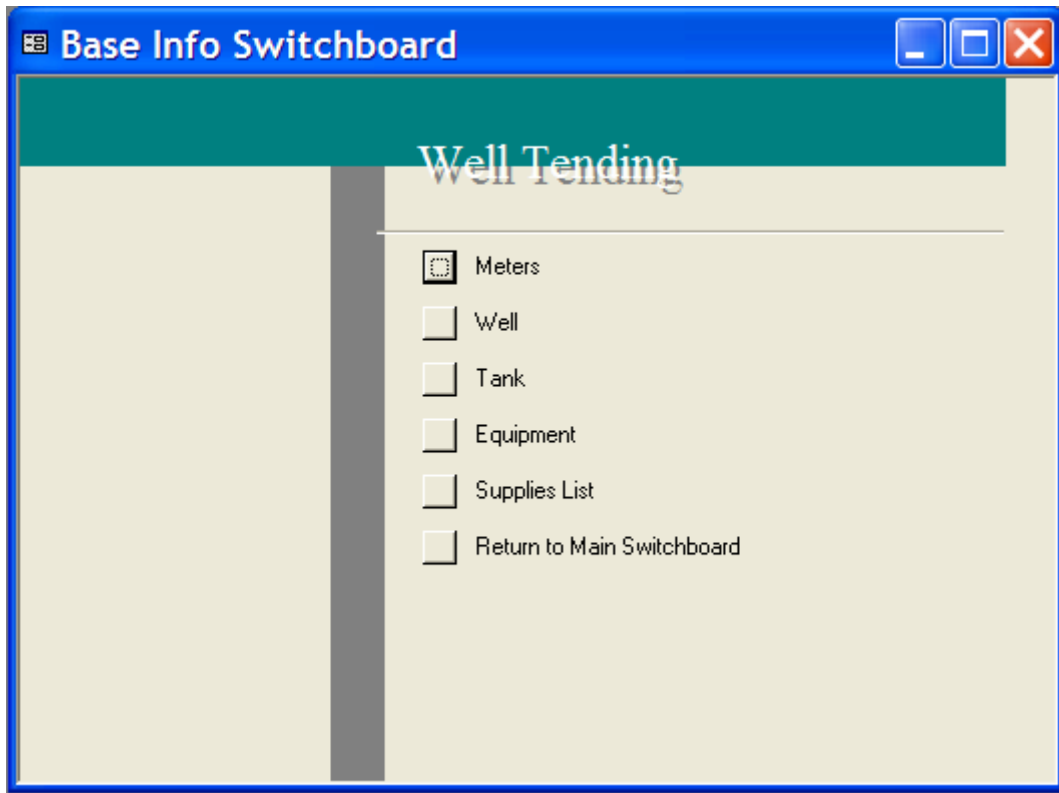 Base Info Switchboard
Well Tending
Meters
Well
Tank
Equipment
Supplies List
Return to Main Switchboard